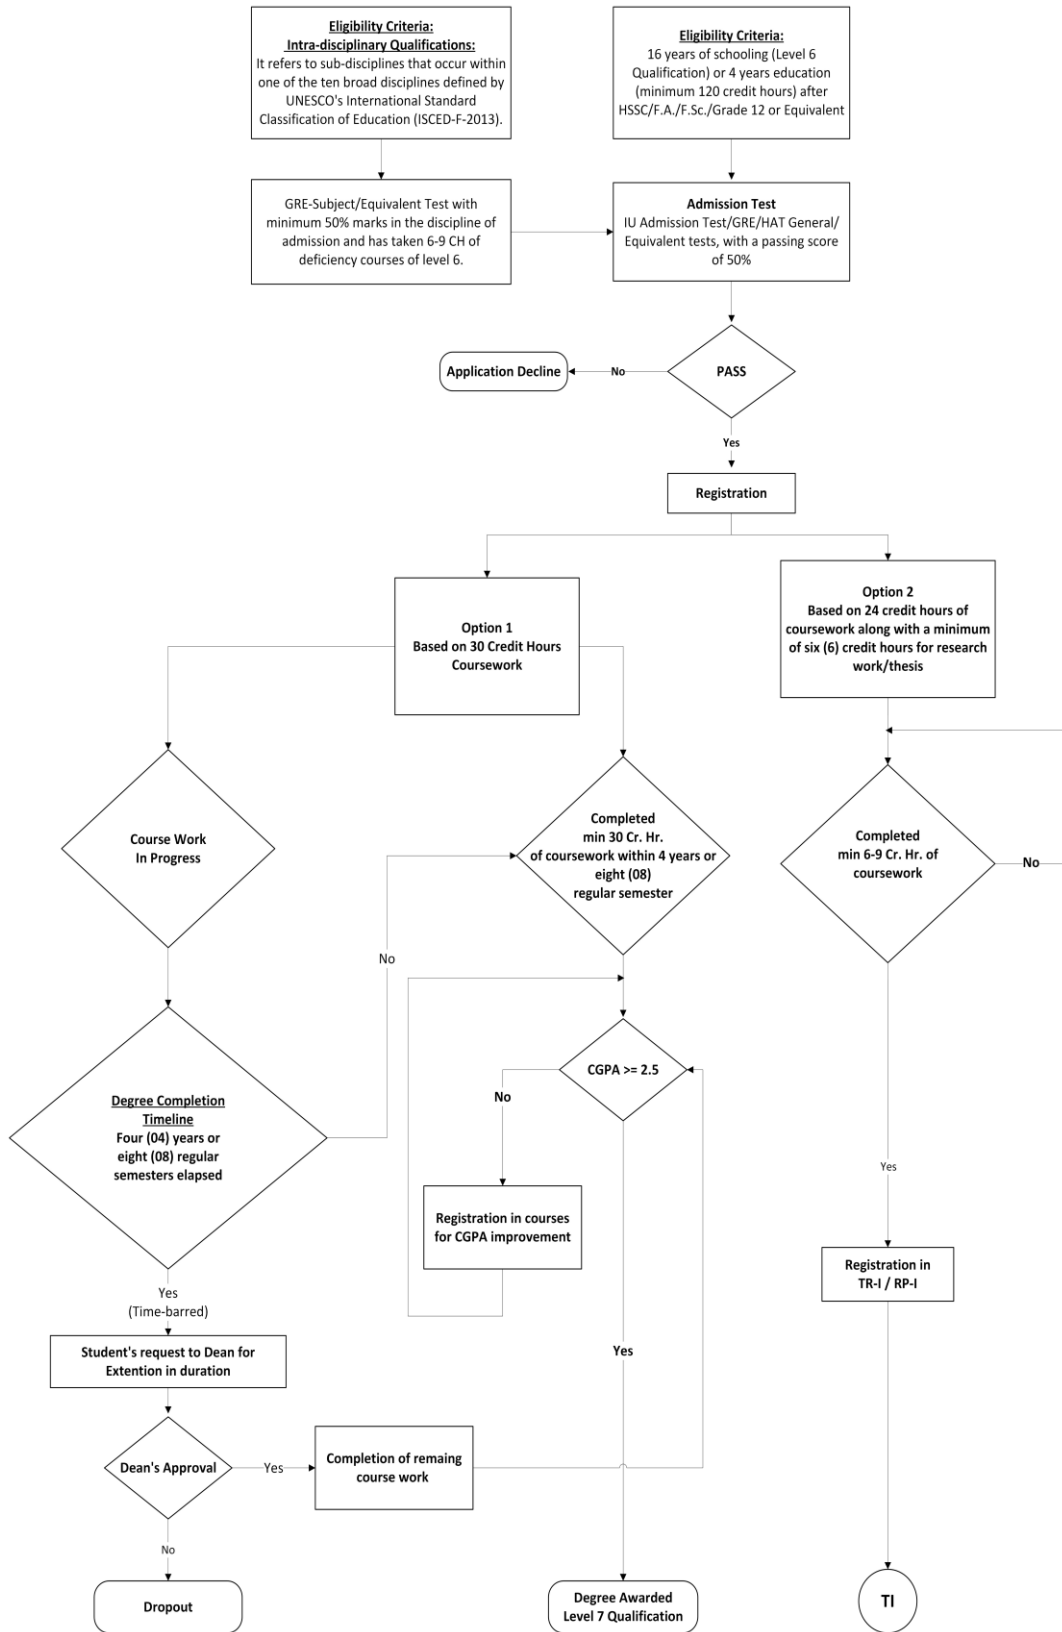 Eligibility Criteria:
Intra-disciplinary Qualifications:
It refers to sub-disciplines that occur within
one of the ten broad disciplines defined by
UNESCO's International Standard
Classification of Education (ISCED-F-2013).
Eligibility Criteria:
16 years of schooling (Level 6
Qualification) or 4 years education
(minimum 120 credit hours) after
HSSC/F.A./F.Sc./Grade 12 or Equivalent
GRE-Subject/Equivalent Test with
minimum 50% marks in the discipline of
admission and has taken 6-9 CH of
deficiency courses of level 6.
Admission Test
IU Admission Test/GRE/HAT General/
Equivalent tests, with a passing score
of 50%
PASS
No
Application Decline
Yes
Registration
Option 1
Based on 30 Credit Hours
Coursework
Option 2
Based on 24 credit hours of
coursework along with a minimum
of six (6) credit hours for research
work/thesis
Course Work
In Progress
Completed
min 30 Cr. Hr.
of coursework within 4 years or
eight (08)
regular semester
Completed
min 6-9 Cr. Hr. of
coursework
No
No
Degree Completion
Timeline
Four (04) years or
eight (08) regular
semesters elapsed
CGPA >= 2.5
No
Registration in courses
for CGPA improvement
Yes
Registration in
TR-I / RP-I
Yes
(Time-barred)
Student's request to Dean for
Extention in duration
Yes
Dean's Approval
Yes
Completion of remaing
course work
No
Dropout
Degree Awarded
Level 7 Qualification
TI